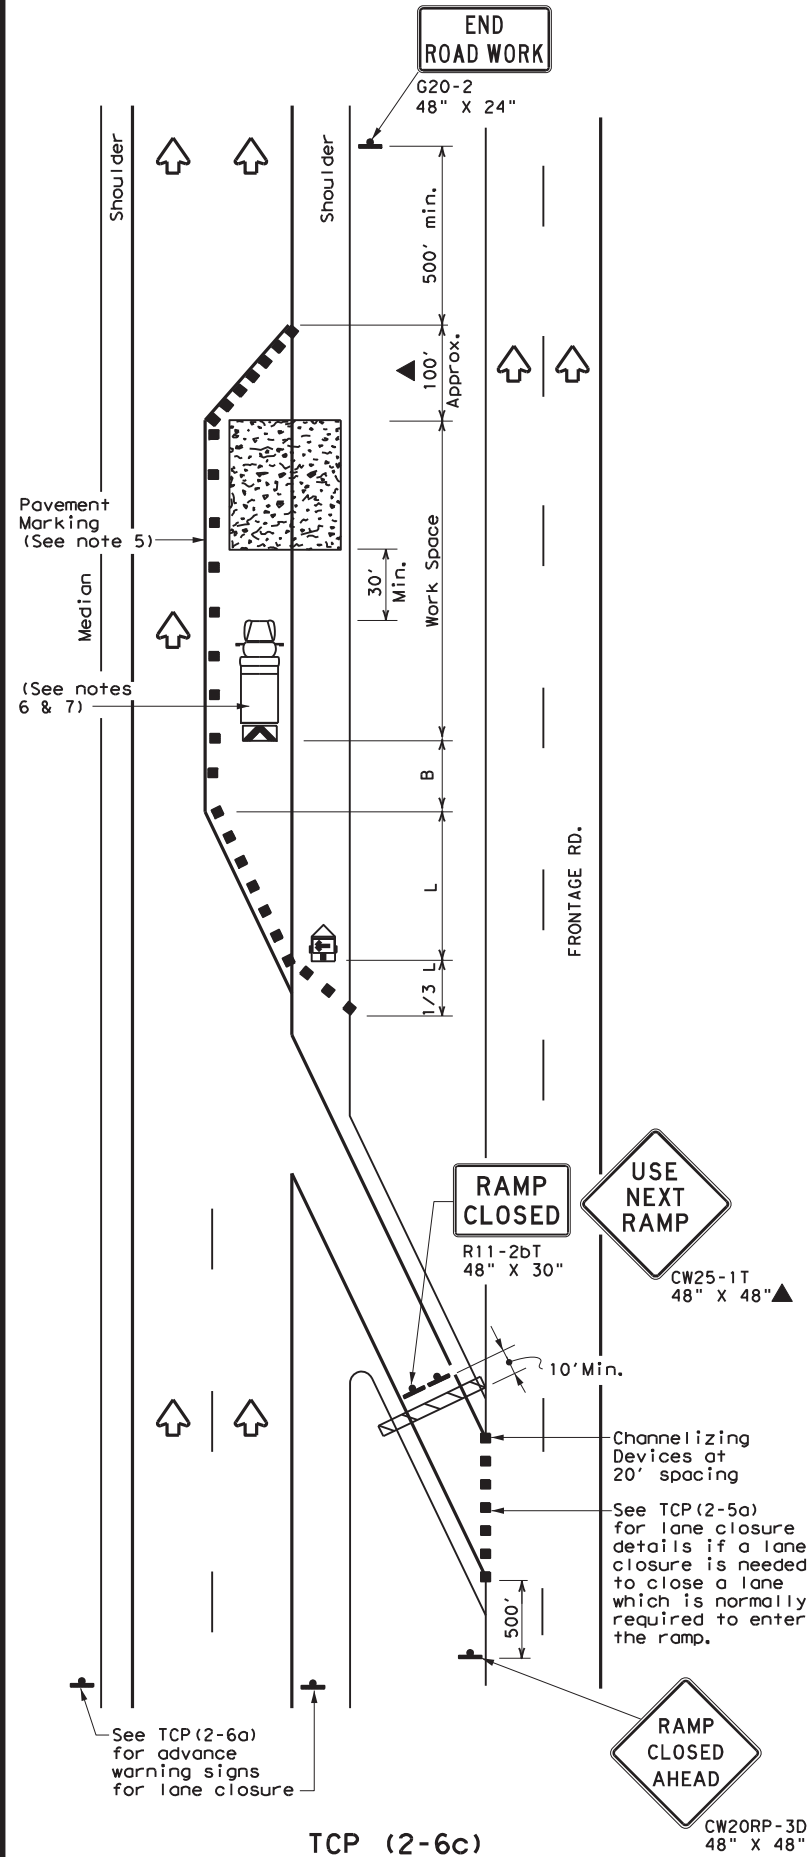 END
ROAD WORK
G20-2
48" X 24"
Shoulder
Shoulder
500' min.
100'
Approx.
Pavement
Marking
(See note 5)
Work Space
30'
Min.
Median
(See notes
6 & 7)
B
L
FRONTAGE RD.
1/3 L
RAMP
CLOSED
R11-2bT
48" X 30"
USE
NEXT
RAMP
CW25-1T
48" X 48"
10'Min.
Channelizing
Devices at
20' spacing
See TCP(2-5a)
for lane closure
details if a lane
closure is needed
to close a lane
which is normally
required to enter
the ramp.
500'
See TCP(2-6a)
for advance
warning signs
for lane closure
RAMP
CLOSED
AHEAD
CW20RP-3D
48" X 48"
TCP (2-6c)